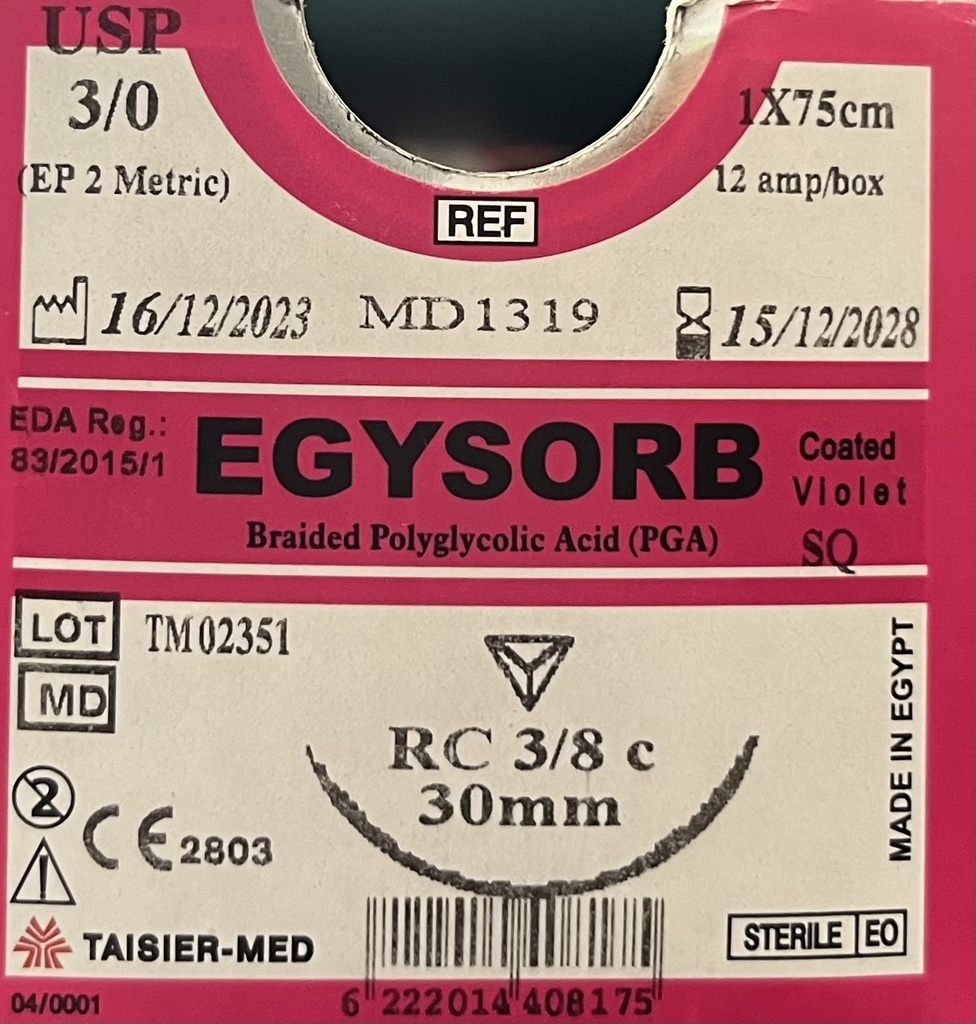 USP
3/0
(EP 2 Metric)
1X75cm
12 amp/box
REF
16/12/2023
MD1319
15/12/2028
EDA Reg.:
83/2015/1
EGYSORB
Braided Polyglycolic Acid (PGA)
Coated
Violet
SQ
LOT
TM02351
MD
RC 3/8 c
30mm
MADE IN EGYPT
2
CE 2803
TAISIER-MED
STERILE EO
04/0001
6 222014 408175